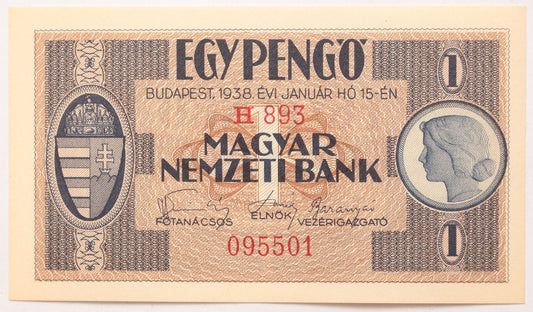 EGY PENGŐ
1
BUDAPEST, 1938. ÉVI JANUÁR HÓ 15-ÉN
H 893
MAGYAR
NEMZETI BANK
Baranyai
FŐTANÁCSOS ELNÖK VEZÉRIGAZGATÓ
095501
1